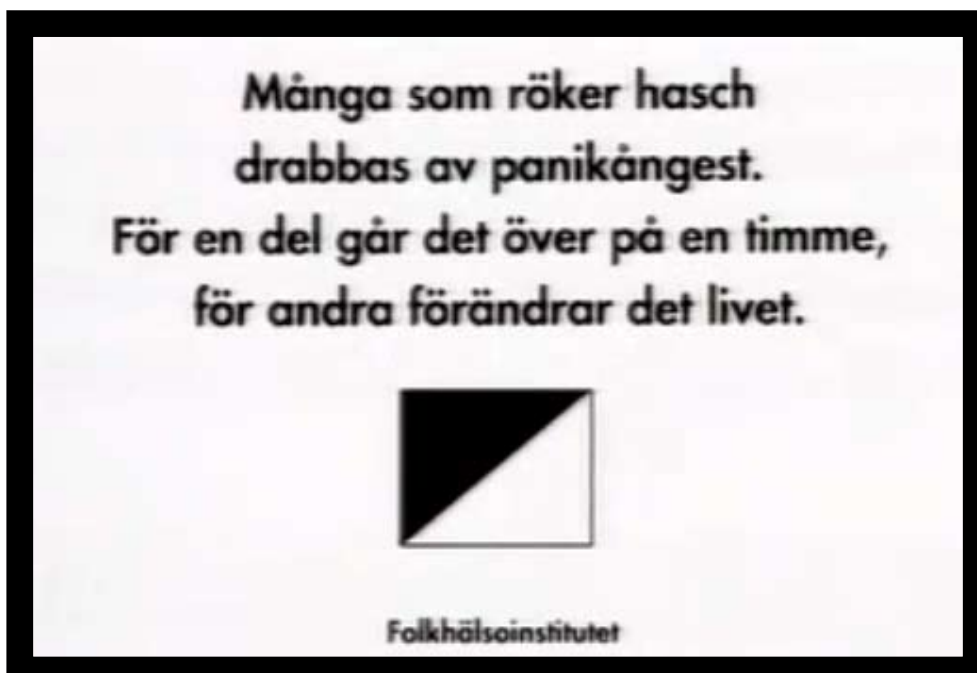 Många som röker hasch
drabbas av panikångest.
För en del går det över på en timme,
för andra förändrar det livet.
Folkhälsoinstitutet